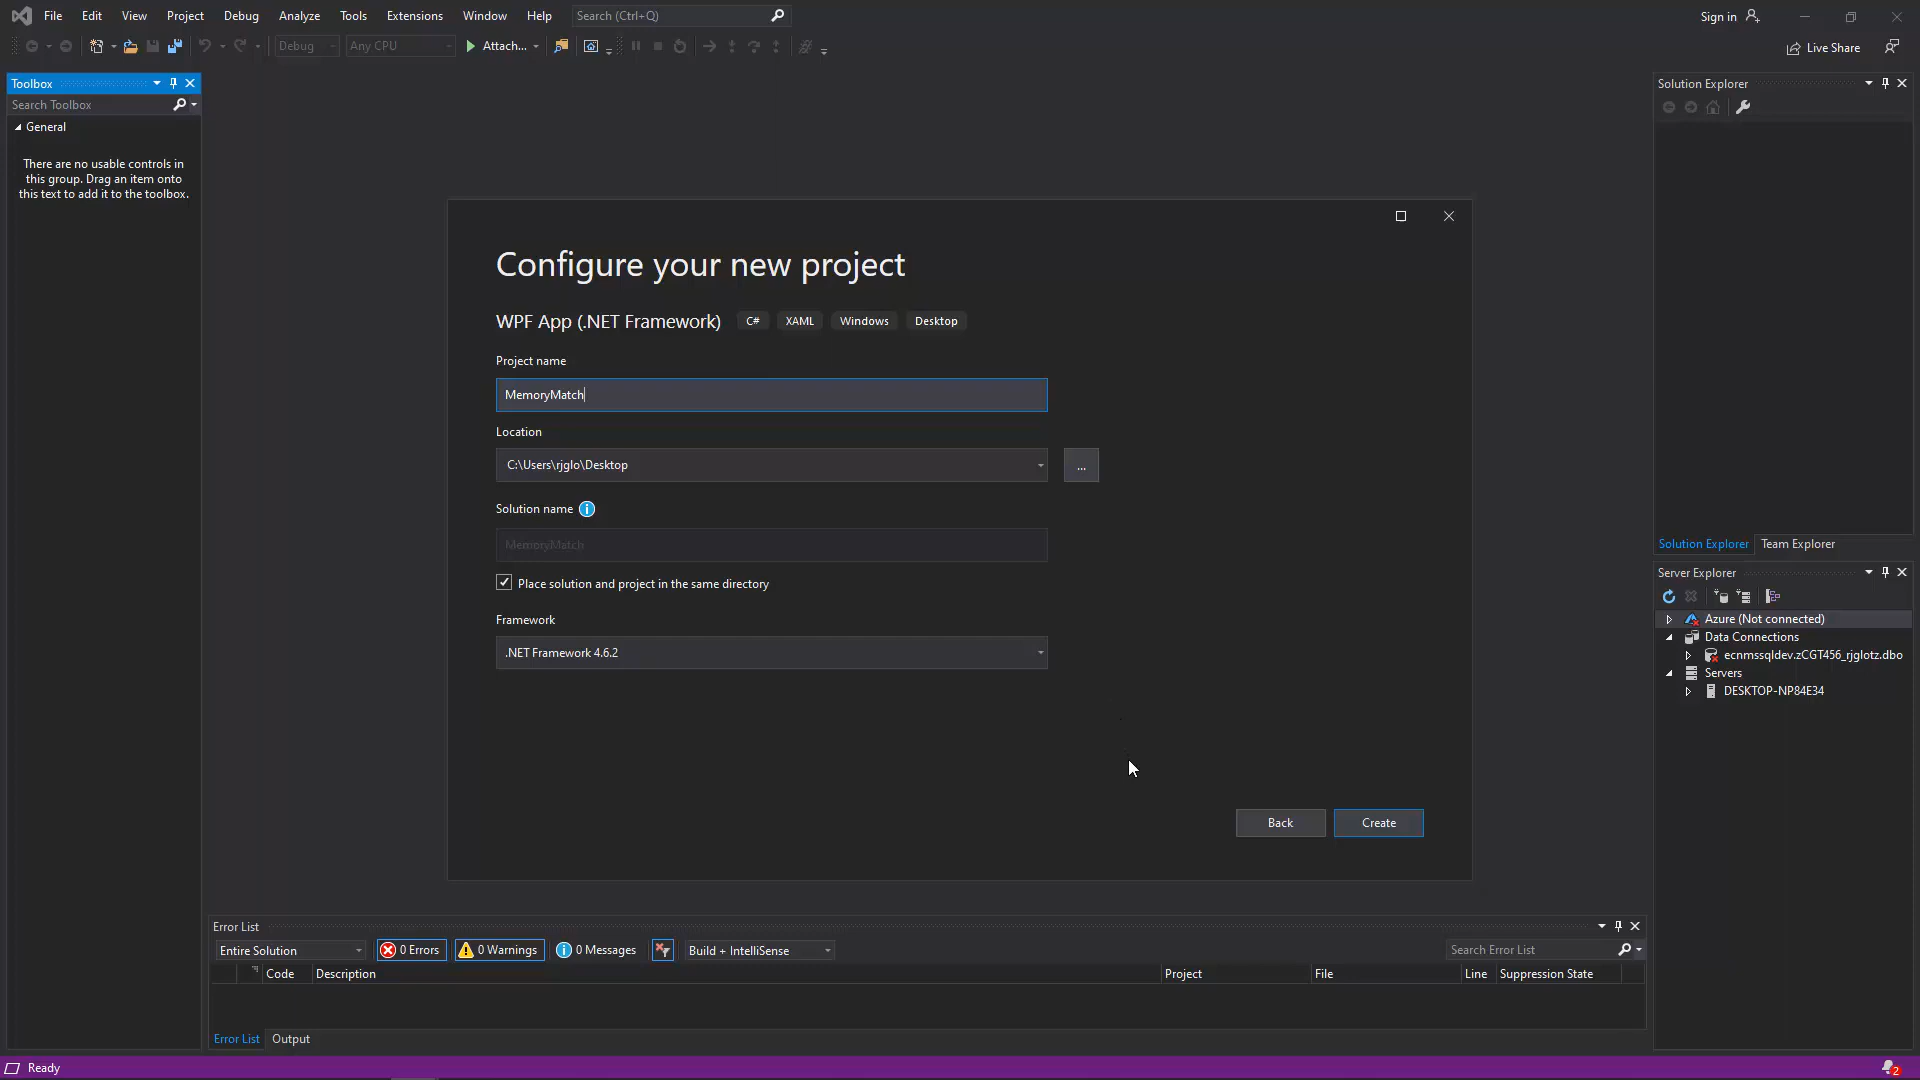 File Edit View Project Debug Analyze Tools Extensions Window Help Search (Ctrl+Q) Sign in
Debug Any CPU Attach... Live Share
Toolbox
Search Toolbox
General
There are no usable controls in
this group. Drag an item onto
this text to add it to the toolbox.
Configure your new project
WPF App (.NET Framework) C# XAML Windows Desktop
Project name
MemoryMatch
Location
C:\Users\rjglo\Desktop
...
Solution name
MemoryMatch
Place solution and project in the same directory
Framework
.NET Framework 4.6.2
Back Create
Solution Explorer
Solution Explorer Team Explorer
Server Explorer
Azure (Not connected)
Data Connections
ecnmssqldev.zCGT456_rjglotz.dbo
Servers
DESKTOP-NP84E34
Error List
Entire Solution 0 Errors 0 Warnings 0 Messages Build + IntelliSense Search Error List
Code Description Project File Line Suppression State
Error List Output
Ready 2